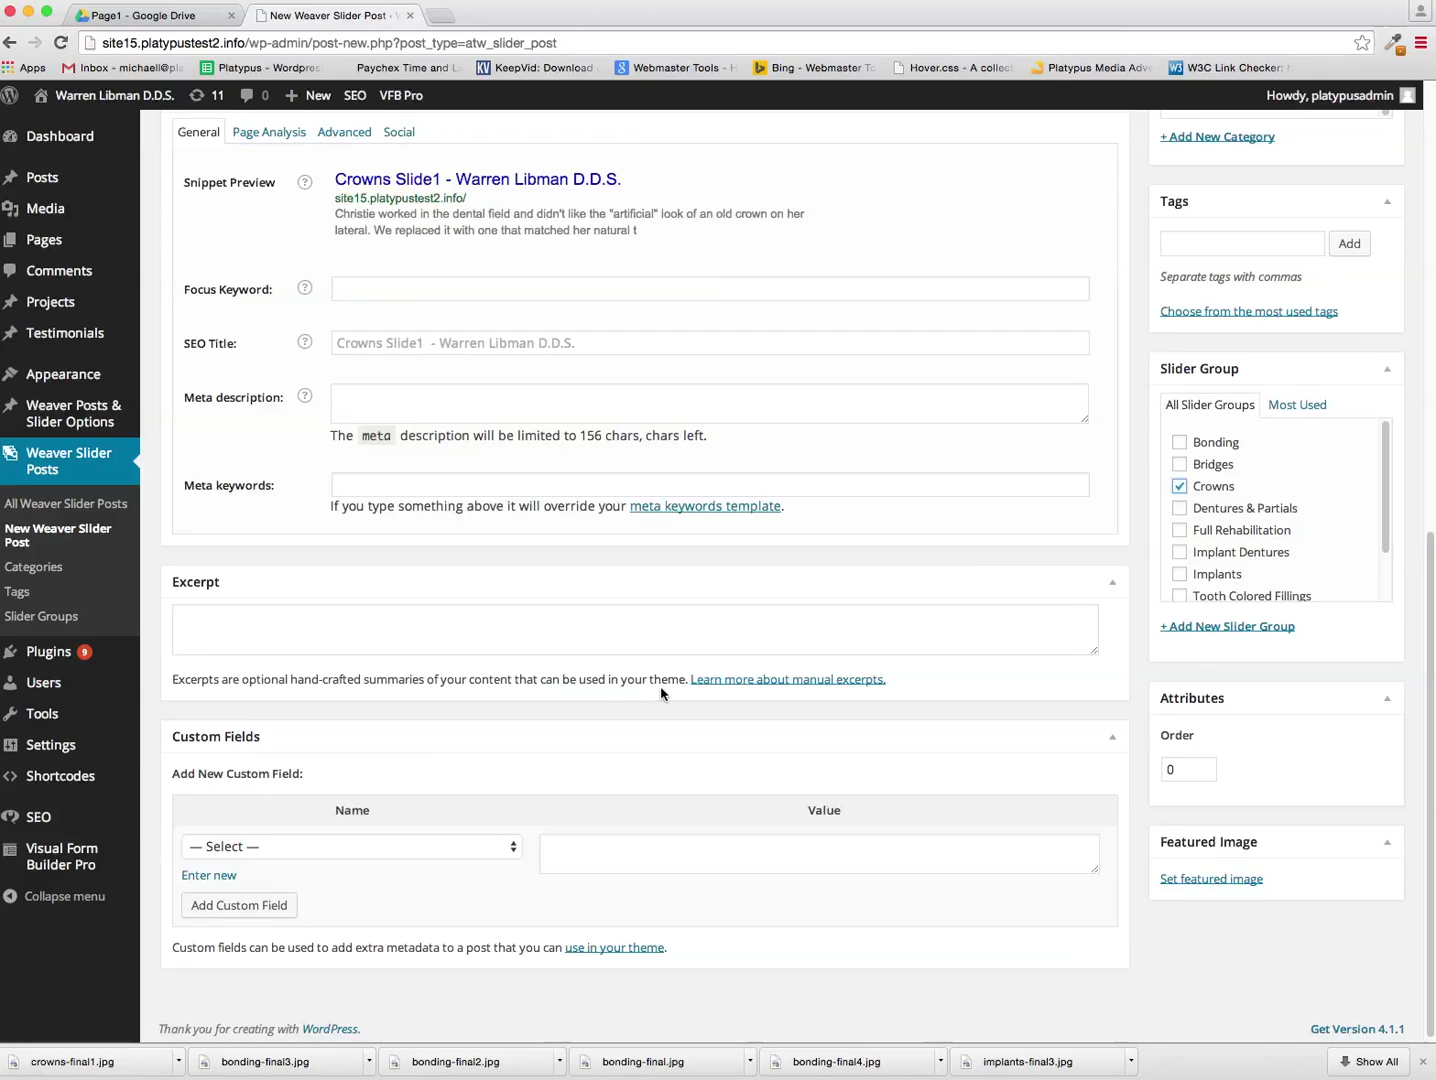 Page1 - Google Drive
New Weaver Slider Post ‹
site15.platypustest2.info/wp-admin/post-new.php?post_type=atw_slider_post
Apps
Inbox - michaell@pl
Platypus - Wordpres
Paychex Time and L
KeepVid: Download
Webmaster Tools - H
Bing - Webmaster To
Hover.css - A collect
Platypus Media Adv
W3C Link Checker:
Warren Libman D.D.S.
11
0
New
SEO
VFB Pro
Howdy, platypusadmin
Dashboard
Posts
Media
Pages
Comments
Projects
Testimonials
Appearance
Weaver Posts &
Slider Options
Weaver Slider
Posts
All Weaver Slider Posts
New Weaver Slider
Post
Categories
Tags
Slider Groups
Plugins 9
Users
Tools
Settings
Shortcodes
SEO
Visual Form
Builder Pro
Collapse menu
General
Page Analysis
Advanced
Social
Snippet Preview
?
Crowns Slide1 - Warren Libman D.D.S.
site15.platypustest2.info/
Christie worked in the dental field and didn't like the "artificial" look of an old crown on her
lateral. We replaced it with one that matched her natural t
Focus Keyword:
?
SEO Title:
?
Crowns Slide1 - Warren Libman D.D.S.
Meta description:
?
The meta description will be limited to 156 chars, chars left.
Meta keywords:
If you type something above it will override your meta keywords template.
Excerpt
Excerpts are optional hand-crafted summaries of your content that can be used in your theme. Learn more about manual excerpts.
Custom Fields
Add New Custom Field:
Name
Value
— Select —
Enter new
Add Custom Field
Custom fields can be used to add extra metadata to a post that you can use in your theme.
+ Add New Category
Tags
Add
Separate tags with commas
Choose from the most used tags
Slider Group
All Slider Groups
Most Used
Bonding
Bridges
Crowns
Dentures & Partials
Full Rehabilitation
Implant Dentures
Implants
Tooth Colored Fillings
+ Add New Slider Group
Attributes
Order
0
Featured Image
Set featured image
Thank you for creating with WordPress.
Get Version 4.1.1
crowns-final1.jpg
bonding-final3.jpg
bonding-final2.jpg
bonding-final.jpg
bonding-final4.jpg
implants-final3.jpg
Show All